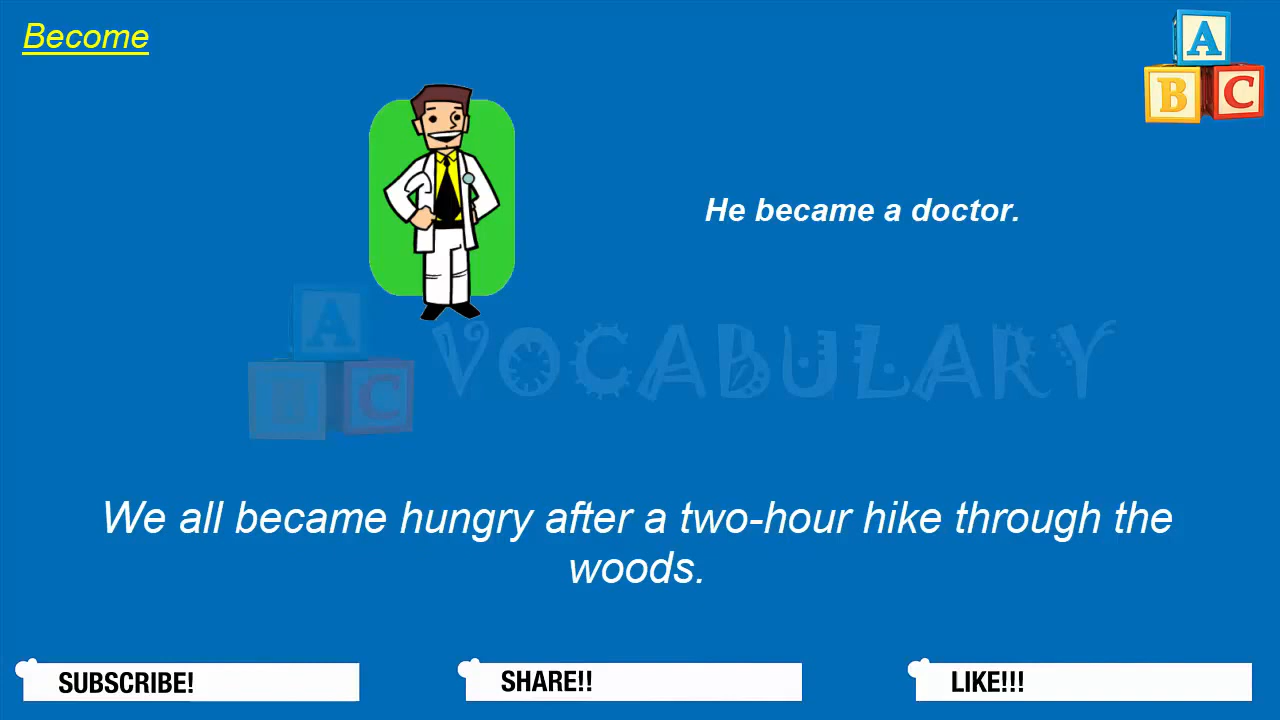 Become
A
B C
He became a doctor.
A
B C
VOCABULARY
We all became hungry after a two-hour hike through the
woods.
SUBSCRIBE!
SHARE!!
LIKE!!!